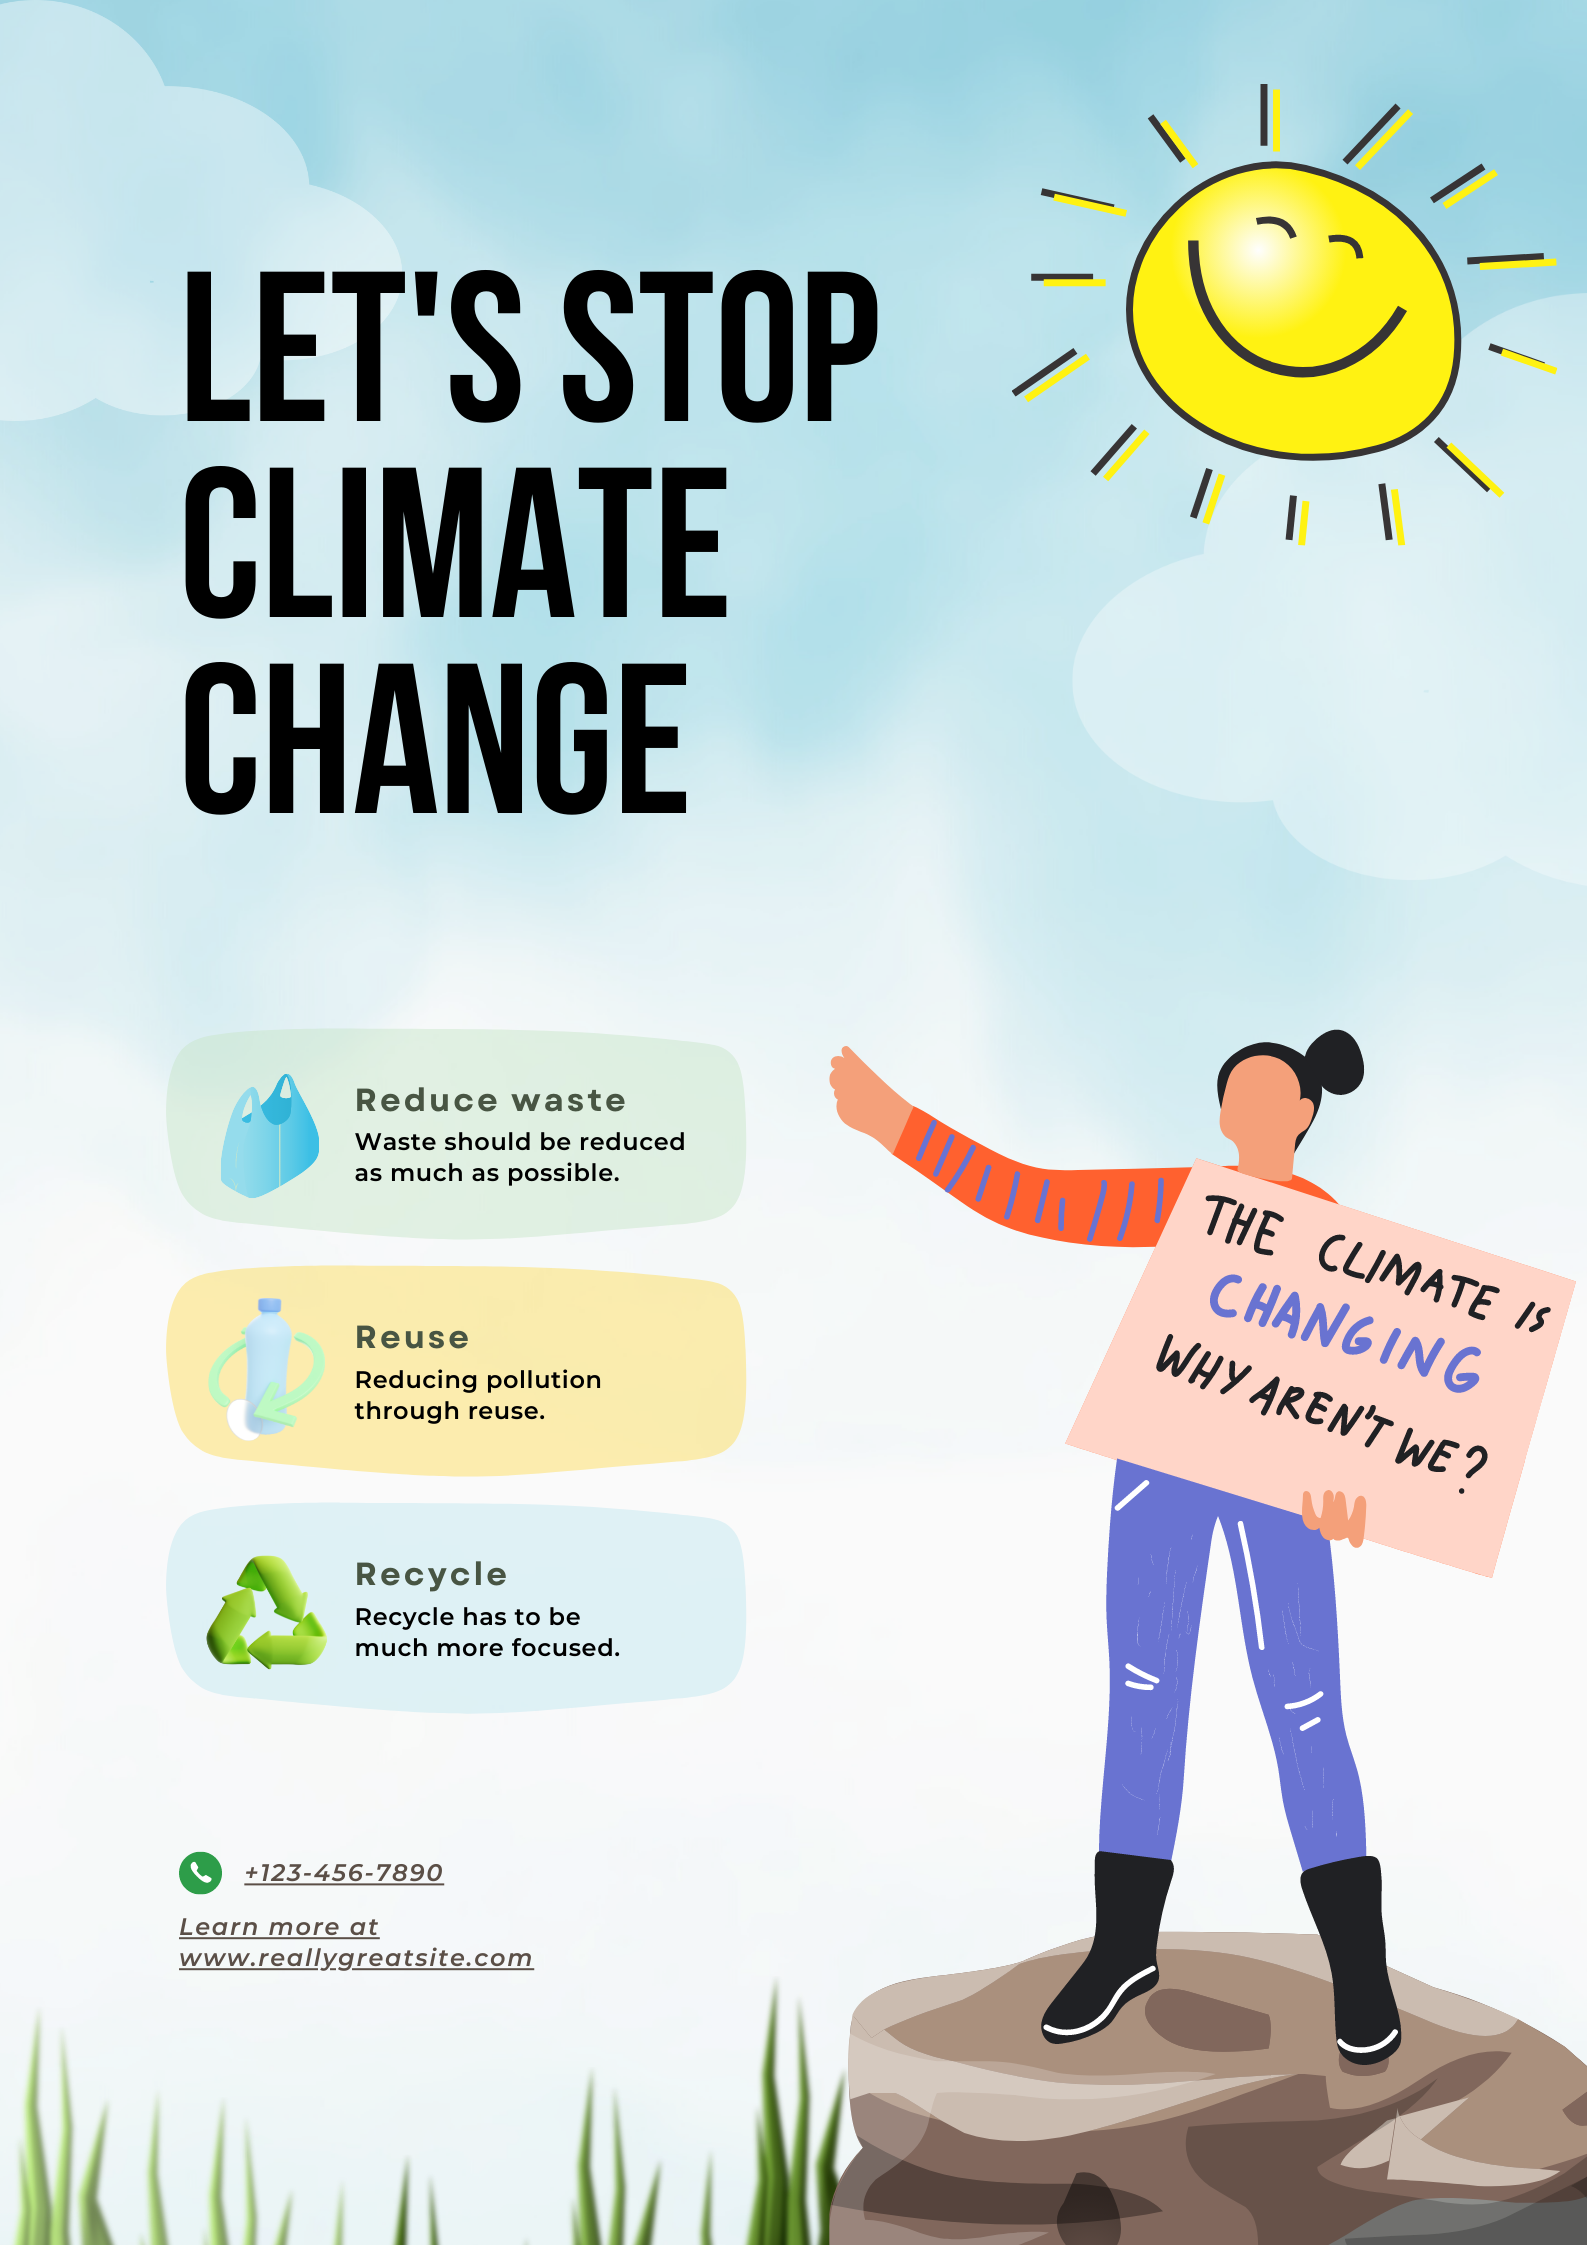 LET'S STOP
CLIMATE
CHANGE
Reduce waste
Waste should be reduced
as much as possible.
Reuse
Reducing pollution
through reuse.
Recycle
Recycle has to be
much more focused.
THE CLIMATE IS
CHANGING
WHY AREN'T WE?
+123-456-7890
Learn more at
www.reallygreatsite.com